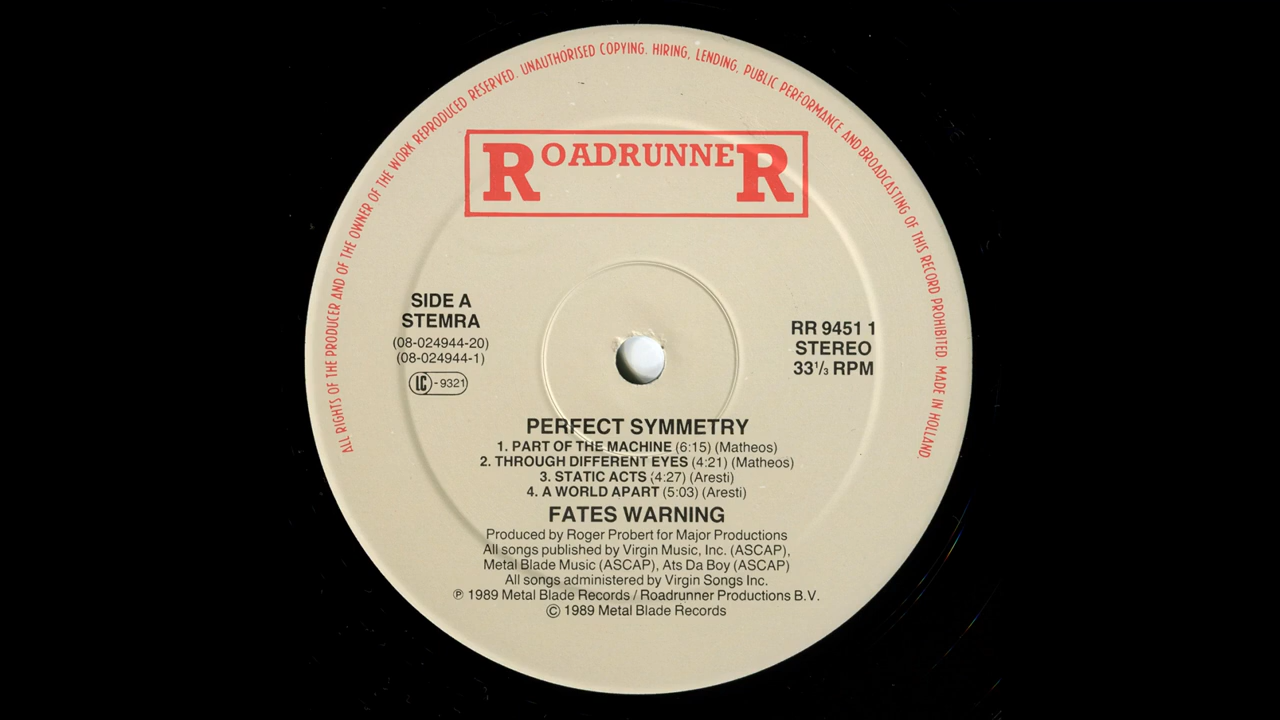 ALL RIGHTS OF THE PRODUCER AND OF THE OWNER OF THE WORK REPRODUCED RESERVED. UNAUTHORISED COPYING, HIRING, LENDING, PUBLIC PERFORMANCE AND BROADCASTING OF THIS RECORD PROHIBITED. MADE IN HOLLAND.
ROADRUNNER
SIDE A
STEMRA
(08-024944-20)
(08-024944-1)
LC - 9321
RR 9451 1
STEREO
33⅓ RPM
PERFECT SYMMETRY
1. PART OF THE MACHINE (6:15) (Matheos)
2. THROUGH DIFFERENT EYES (4:21) (Matheos)
3. STATIC ACTS (4:27) (Aresti)
4. A WORLD APART (5:03) (Aresti)
FATES WARNING
Produced by Roger Probert for Major Productions
All songs published by Virgin Music, Inc. (ASCAP),
Metal Blade Music (ASCAP), Ats Da Boy (ASCAP)
All songs administered by Virgin Songs Inc.
℗ 1989 Metal Blade Records / Roadrunner Productions B.V.
© 1989 Metal Blade Records